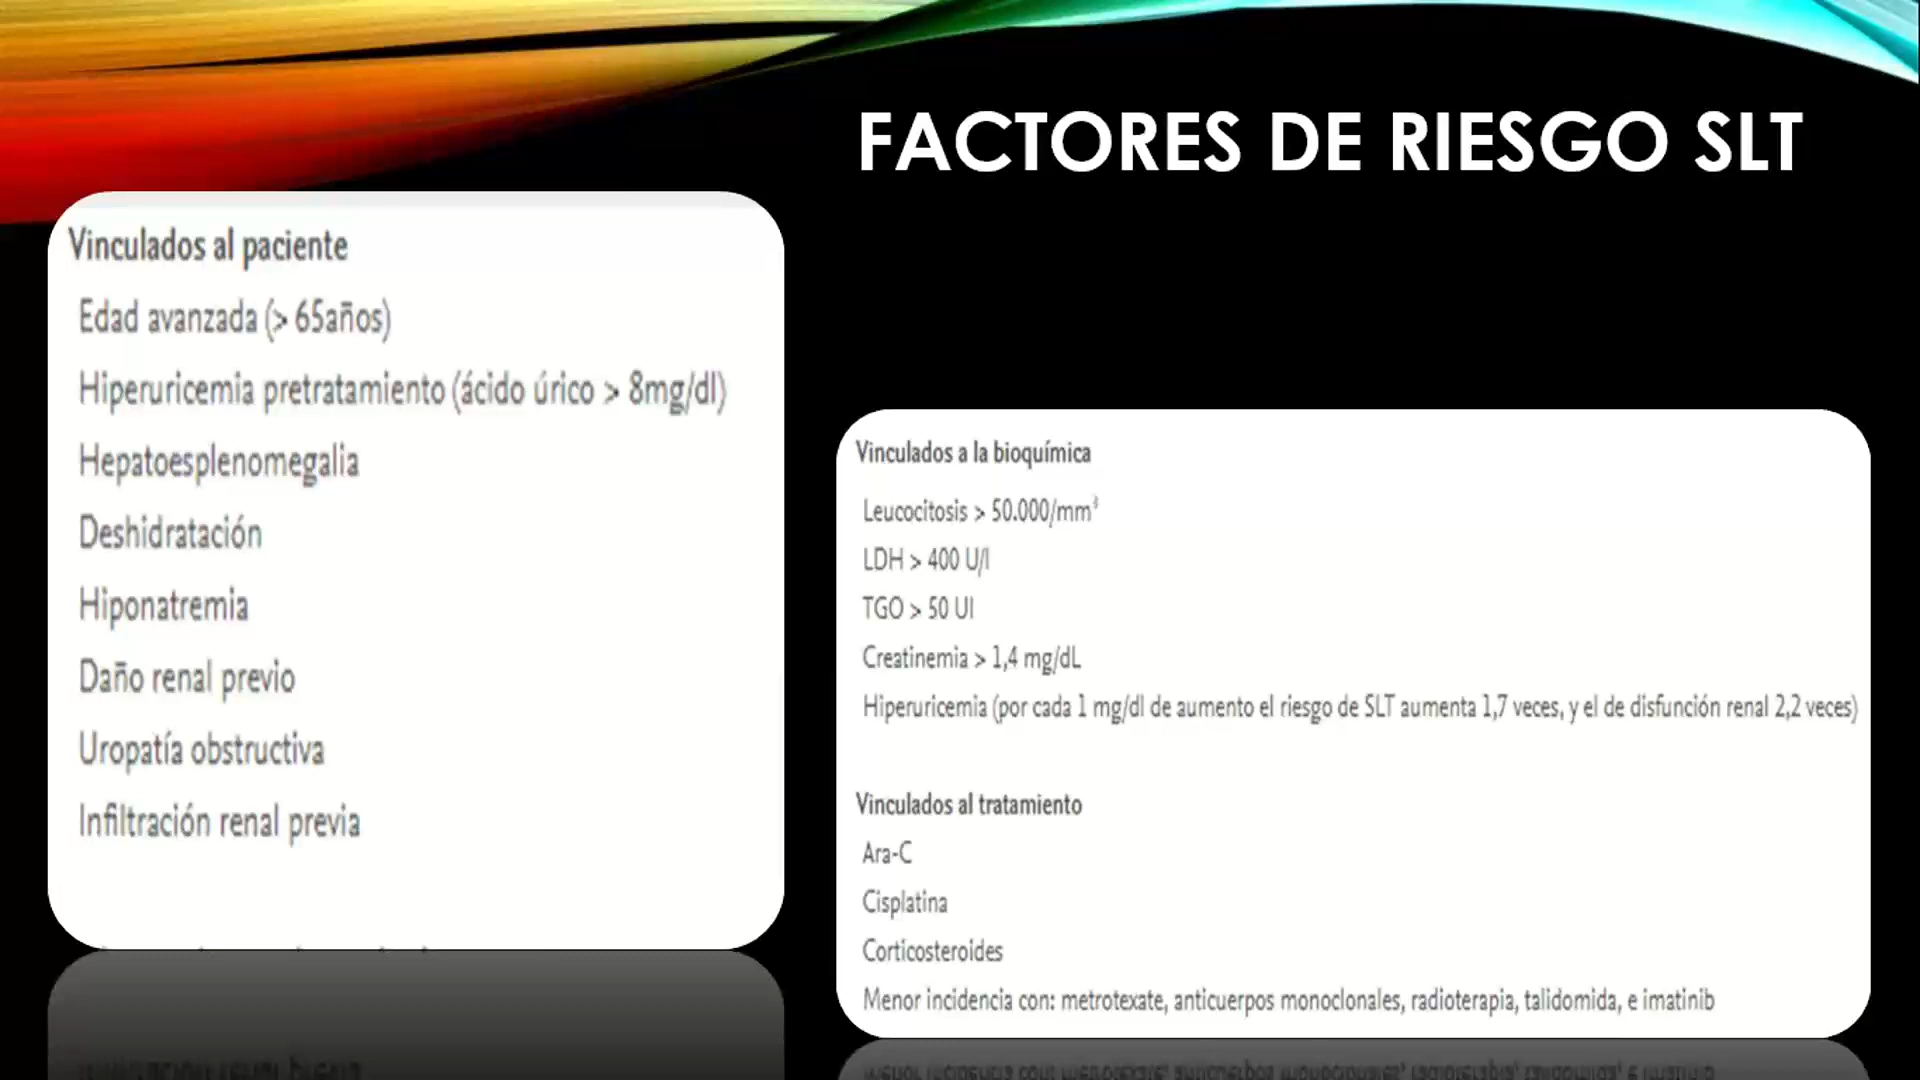 FACTORES DE RIESGO SLT
Vinculados al paciente
Edad avanzada (> 65años)
Hiperuricemia pretratamiento (ácido úrico > 8mg/dl)
Hepatoesplenomegalia
Deshidratación
Hiponatremia
Daño renal previo
Uropatía obstructiva
Infiltración renal previa
Vinculados a la bioquímica
Leucocitosis > 50.000/mm³
LDH > 400 U/l
TGO > 50 UI
Creatinemia > 1,4 mg/dL
Hiperuricemia (por cada 1 mg/dl de aumento el riesgo de SLT aumenta 1,7 veces, y el de disfunción renal 2,2 veces)
Vinculados al tratamiento
Ara-C
Cisplatina
Corticosteroides
Menor incidencia con: metrotexate, anticuerpos monoclonales, radioterapia, talidomida, e imatinib